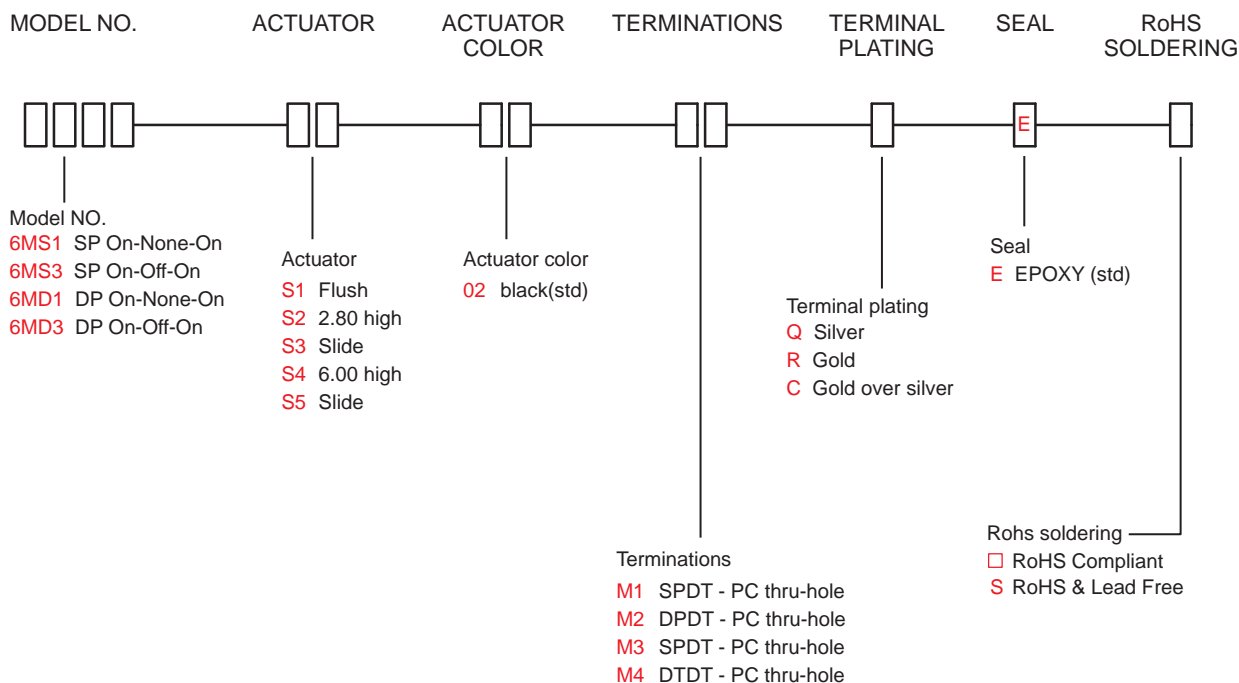 MODEL NO.
ACTUATOR
ACTUATOR
COLOR
TERMINATIONS
TERMINAL
PLATING
SEAL
RoHS
SOLDERING
E
Model NO.
6MS1 SP On-None-On
6MS3 SP On-Off-On
6MD1 DP On-None-On
6MD3 DP On-Off-On
Actuator
S1 Flush
S2 2.80 high
S3 Slide
S4 6.00 high
S5 Slide
Actuator color
02 black(std)
Terminations
M1 SPDT - PC thru-hole
M2 DPDT - PC thru-hole
M3 SPDT - PC thru-hole
M4 DTDT - PC thru-hole
Terminal plating
Q Silver
R Gold
C Gold over silver
Seal
E EPOXY (std)
Rohs soldering
□ RoHS Compliant
S RoHS & Lead Free